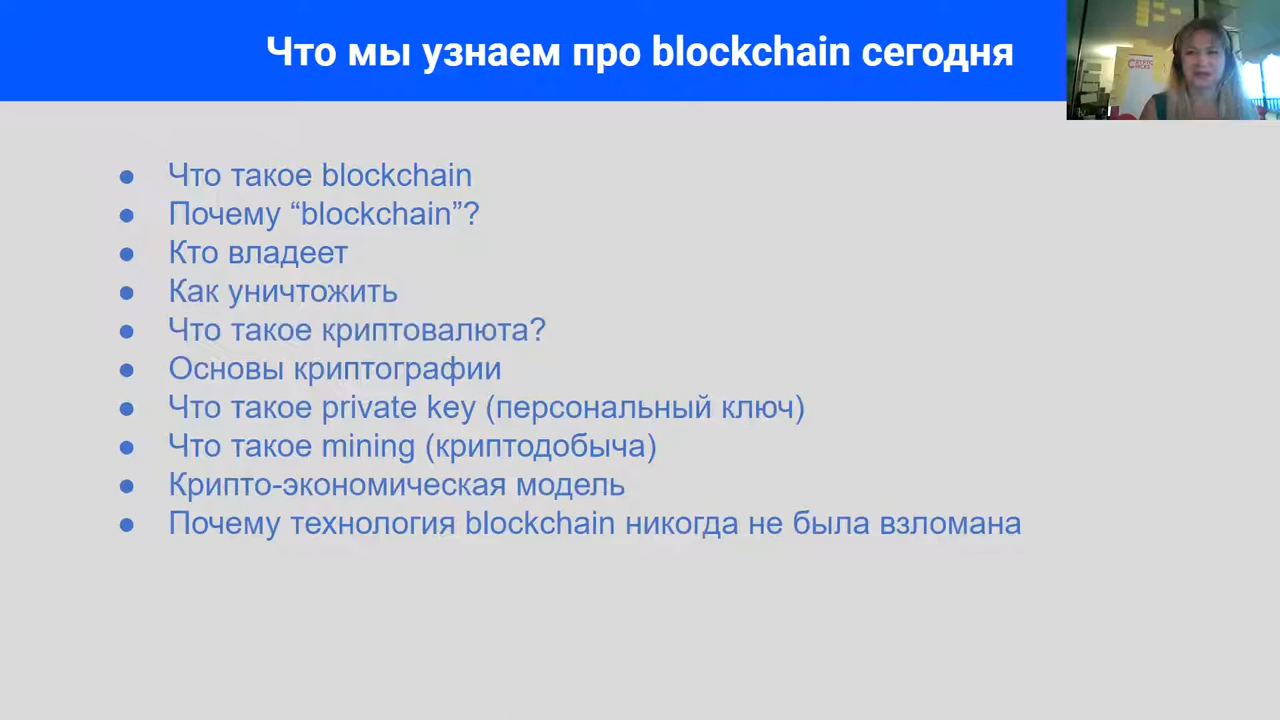 Что мы узнаем про blockchain сегодня
● Что такое blockchain
● Почему “blockchain”?
● Кто владеет
● Как уничтожить
● Что такое криптовалюта?
● Основы криптографии
● Что такое private key (персональный ключ)
● Что такое mining (криптодобыча)
● Крипто-экономическая модель
● Почему технология blockchain никогда не была взломана